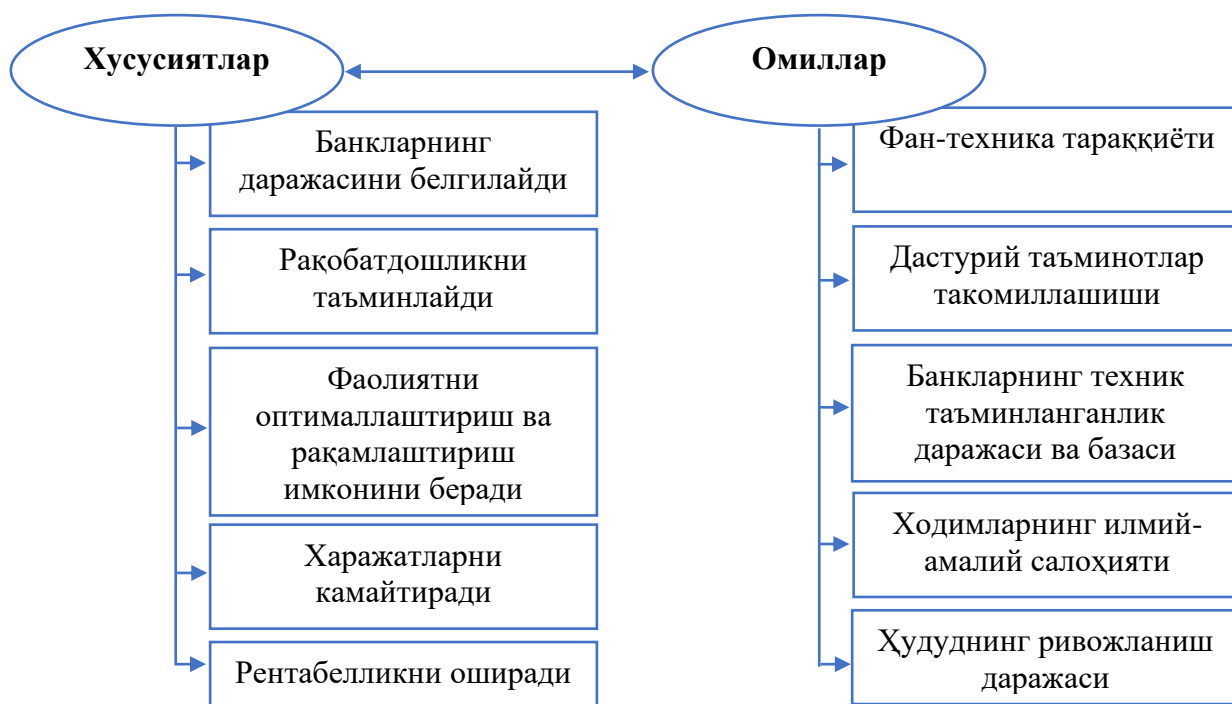 Хусусиятлар
Банкларнинг
даражасини белгилайди
Рақобатдошликни
таъминлайди
Фаолиятни
оптималлаштириш ва
рақамлаштириш
имконини беради
Харажатларни
камайтиради
Рентабелликни оширади
Омиллар
Фан-техника тараққиёти
Дастурий таъминотлар
такомиллашиши
Банкларнинг техник
таъминланганлик
даражаси ва базаси
Ходимларнинг илмий-
амалий салоҳияти
Ҳудуднинг ривожланиш
даражаси